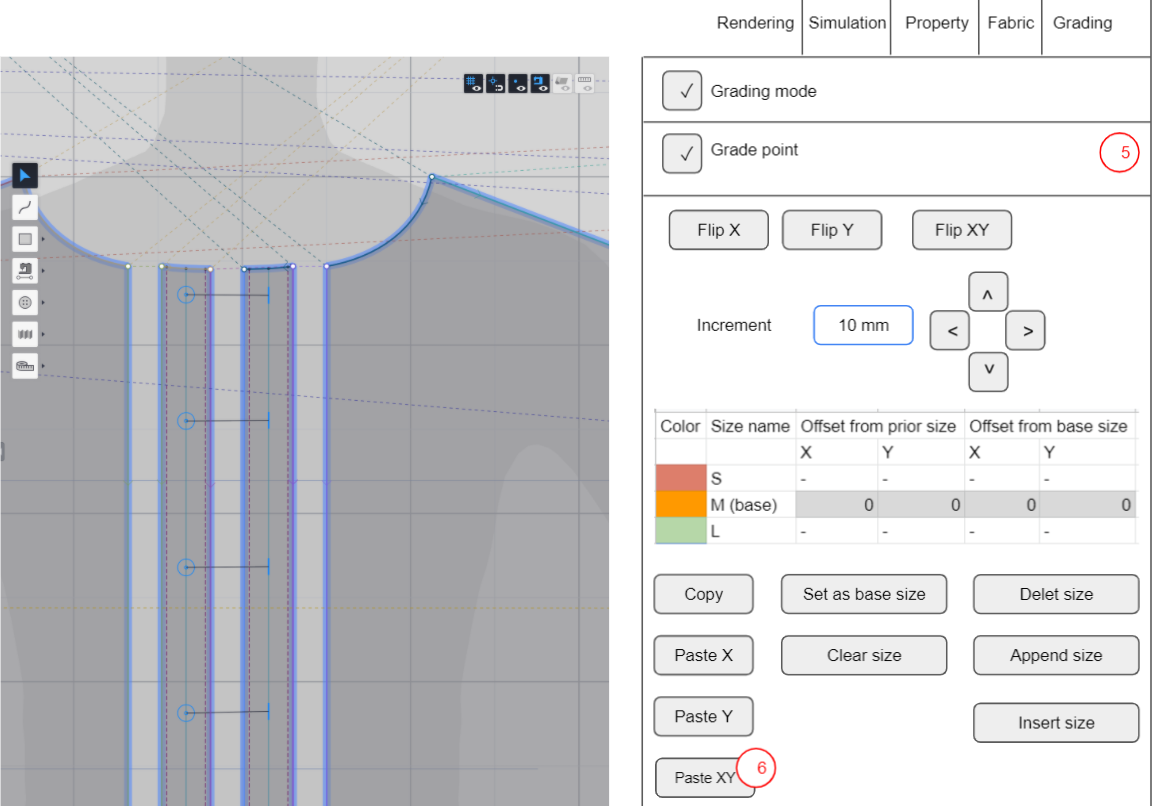 Rendering Simulation Property Fabric Grading
✓ Grading mode
✓ Grade point 5
Flip X Flip Y Flip XY
^
Increment 10 mm < >
v
Color Size name Offset from prior size Offset from base size
X Y X Y
S - - - -
M (base) 0 0 0 0
L - - - -
Copy Set as base size Delet size
Paste X Clear size Append size
Paste Y Insert size
Paste XY 6